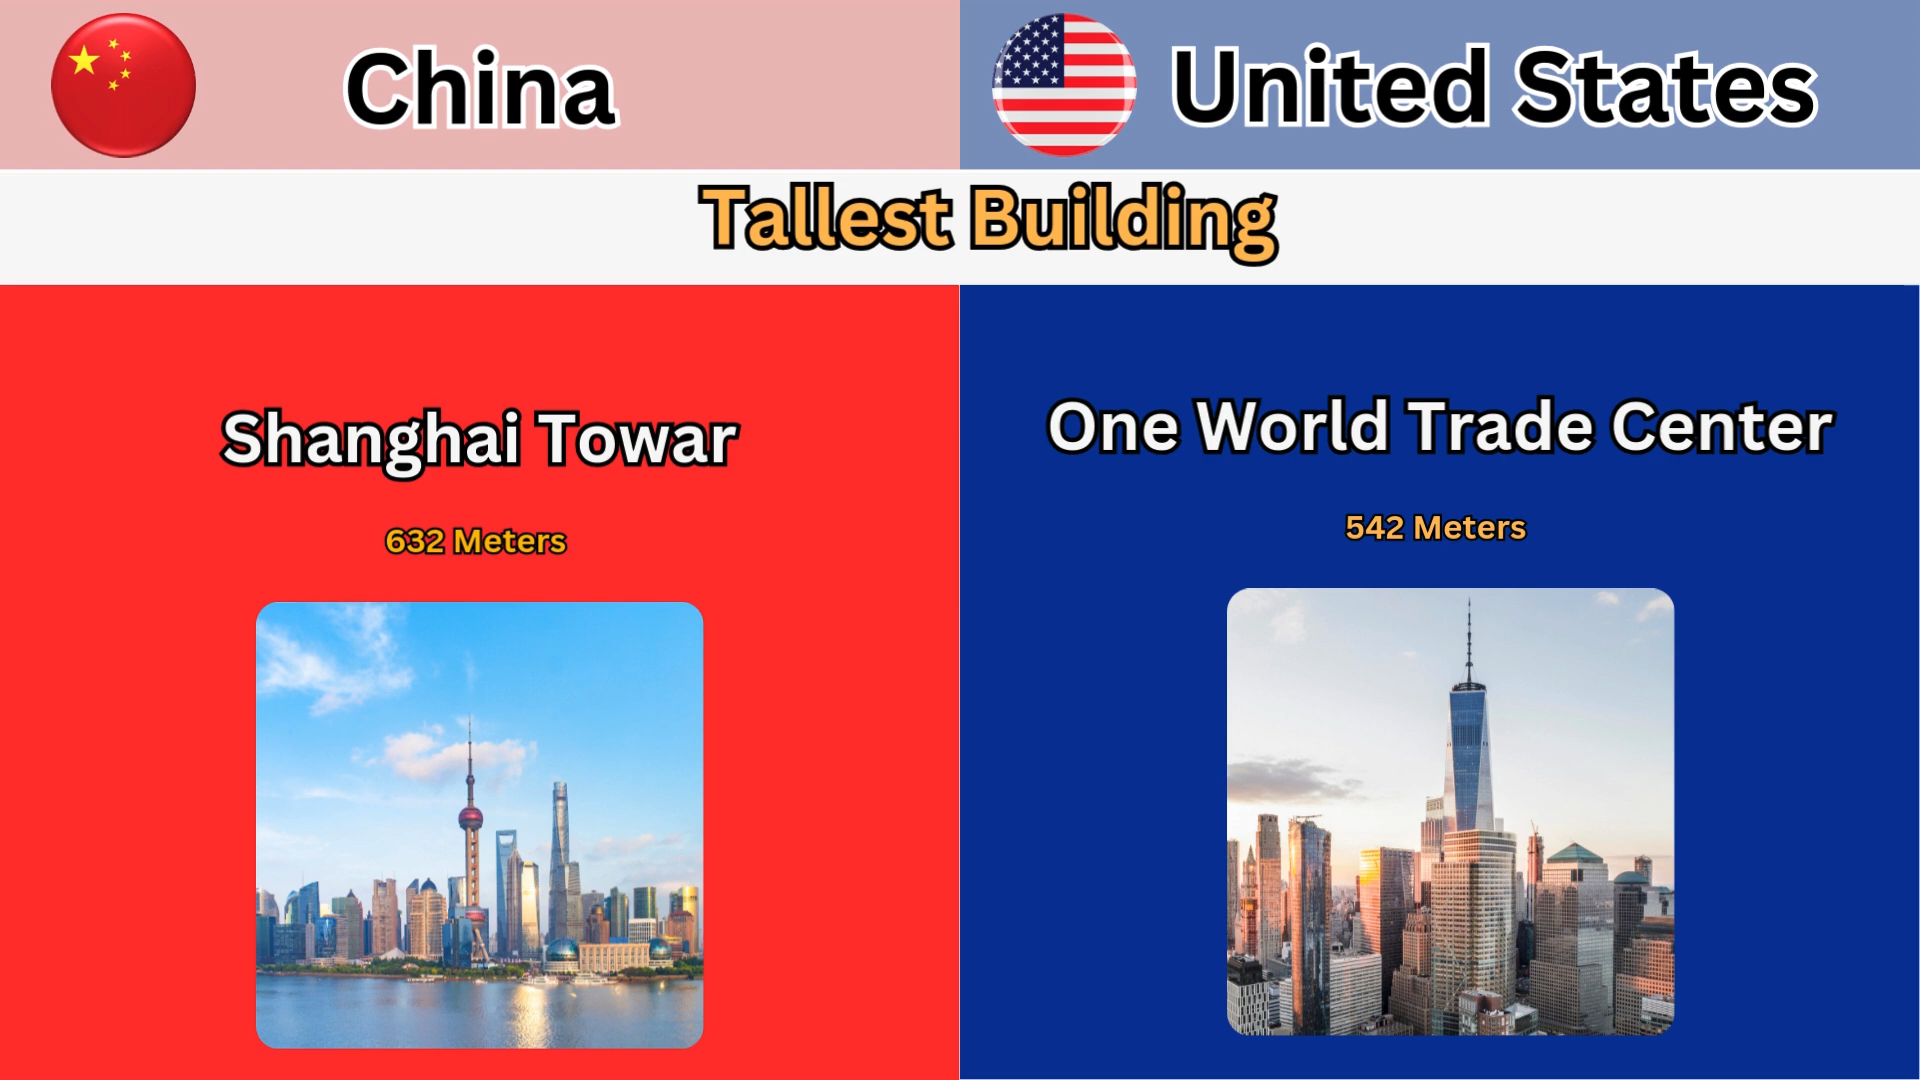 China
United States
Tallest Building
Shanghai Towar
632 Meters
One World Trade Center
542 Meters